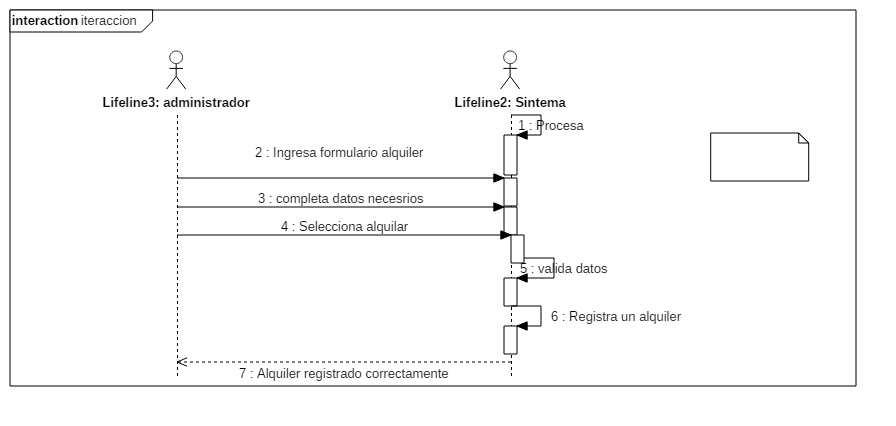 interaction iteraccion
Lifeline3: administrador
Lifeline2: Sintema
1 : Procesa
2 : Ingresa formulario alquiler
3 : completa datos necesrios
4 : Selecciona alquilar
5 : valida datos
6 : Registra un alquiler
7 : Alquiler registrado correctamente